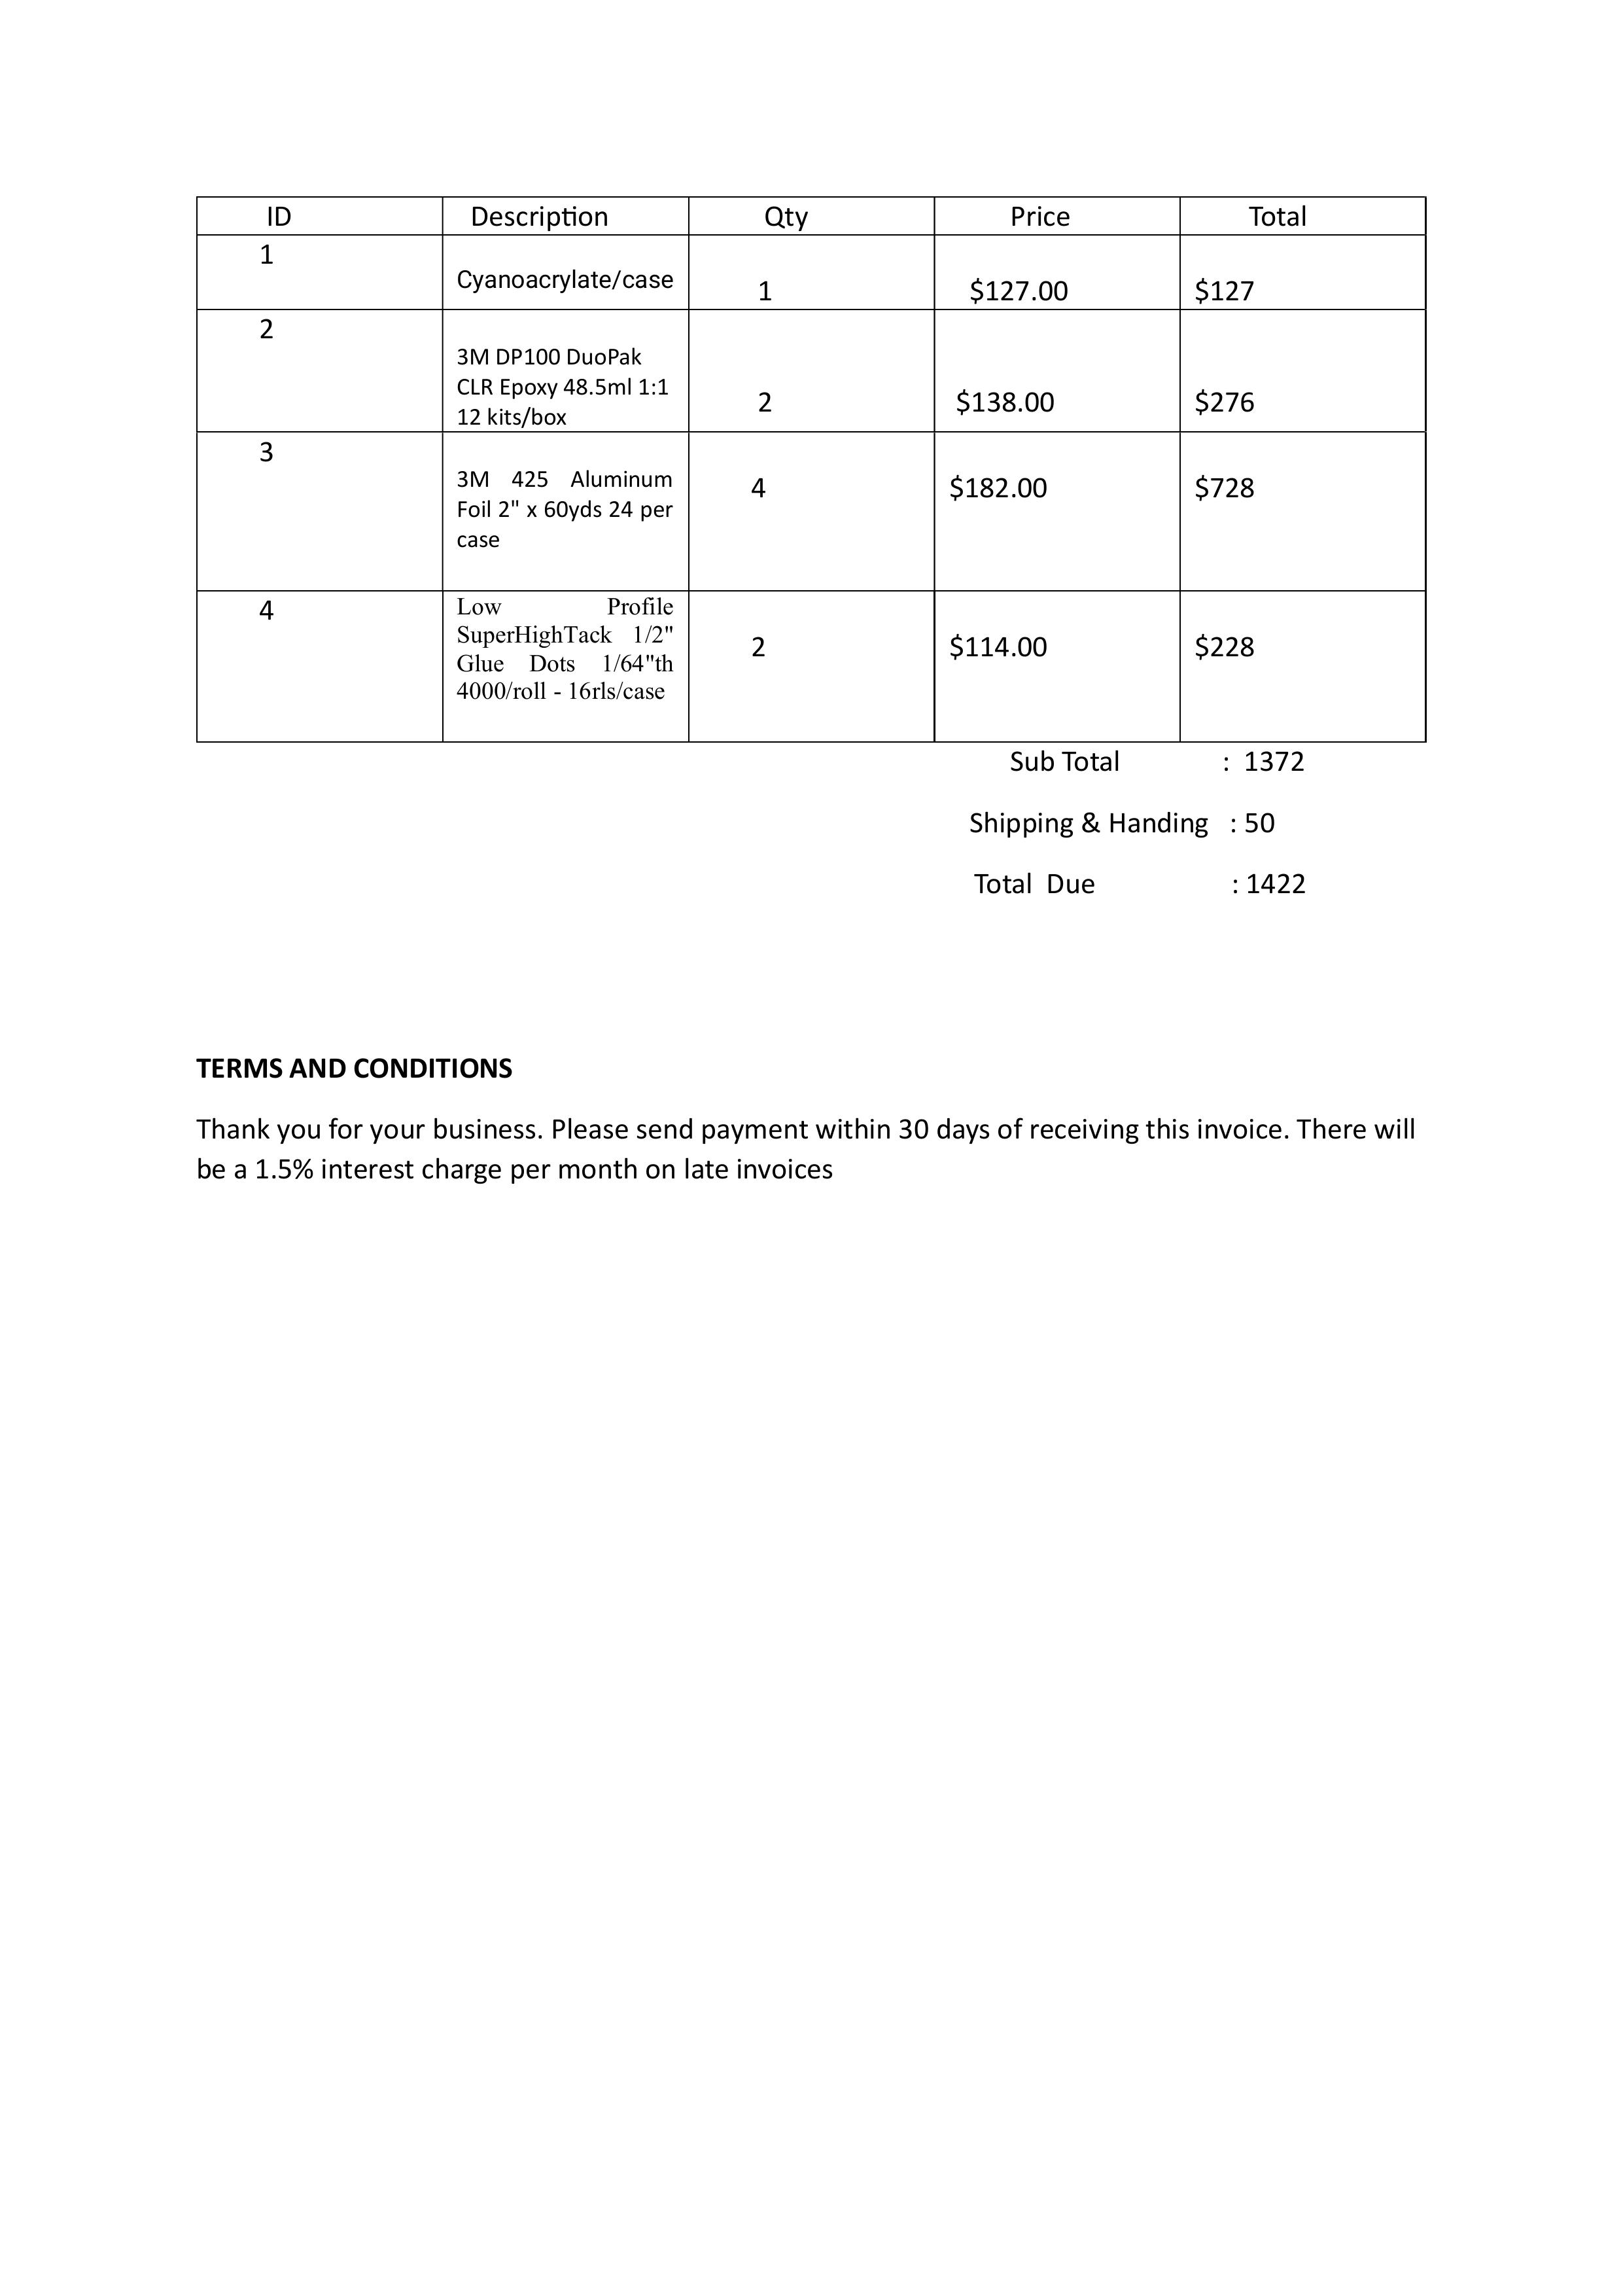 ID Description Qty Price Total
1
Cyanoacrylate/case
1 $127.00 $127
2
3M DP100 DuoPak
CLR Epoxy 48.5ml 1:1
12 kits/box
2 $138.00 $276
3
3M 425 Aluminum
Foil 2" x 60yds 24 per
case
4 $182.00 $728
4
Low Profile
SuperHighTack 1/2"
Glue Dots 1/64"th
4000/roll - 16rls/case
2 $114.00 $228
Sub Total : 1372
Shipping & Handing : 50
Total Due : 1422
TERMS AND CONDITIONS
Thank you for your business. Please send payment within 30 days of receiving this invoice. There will
be a 1.5% interest charge per month on late invoices